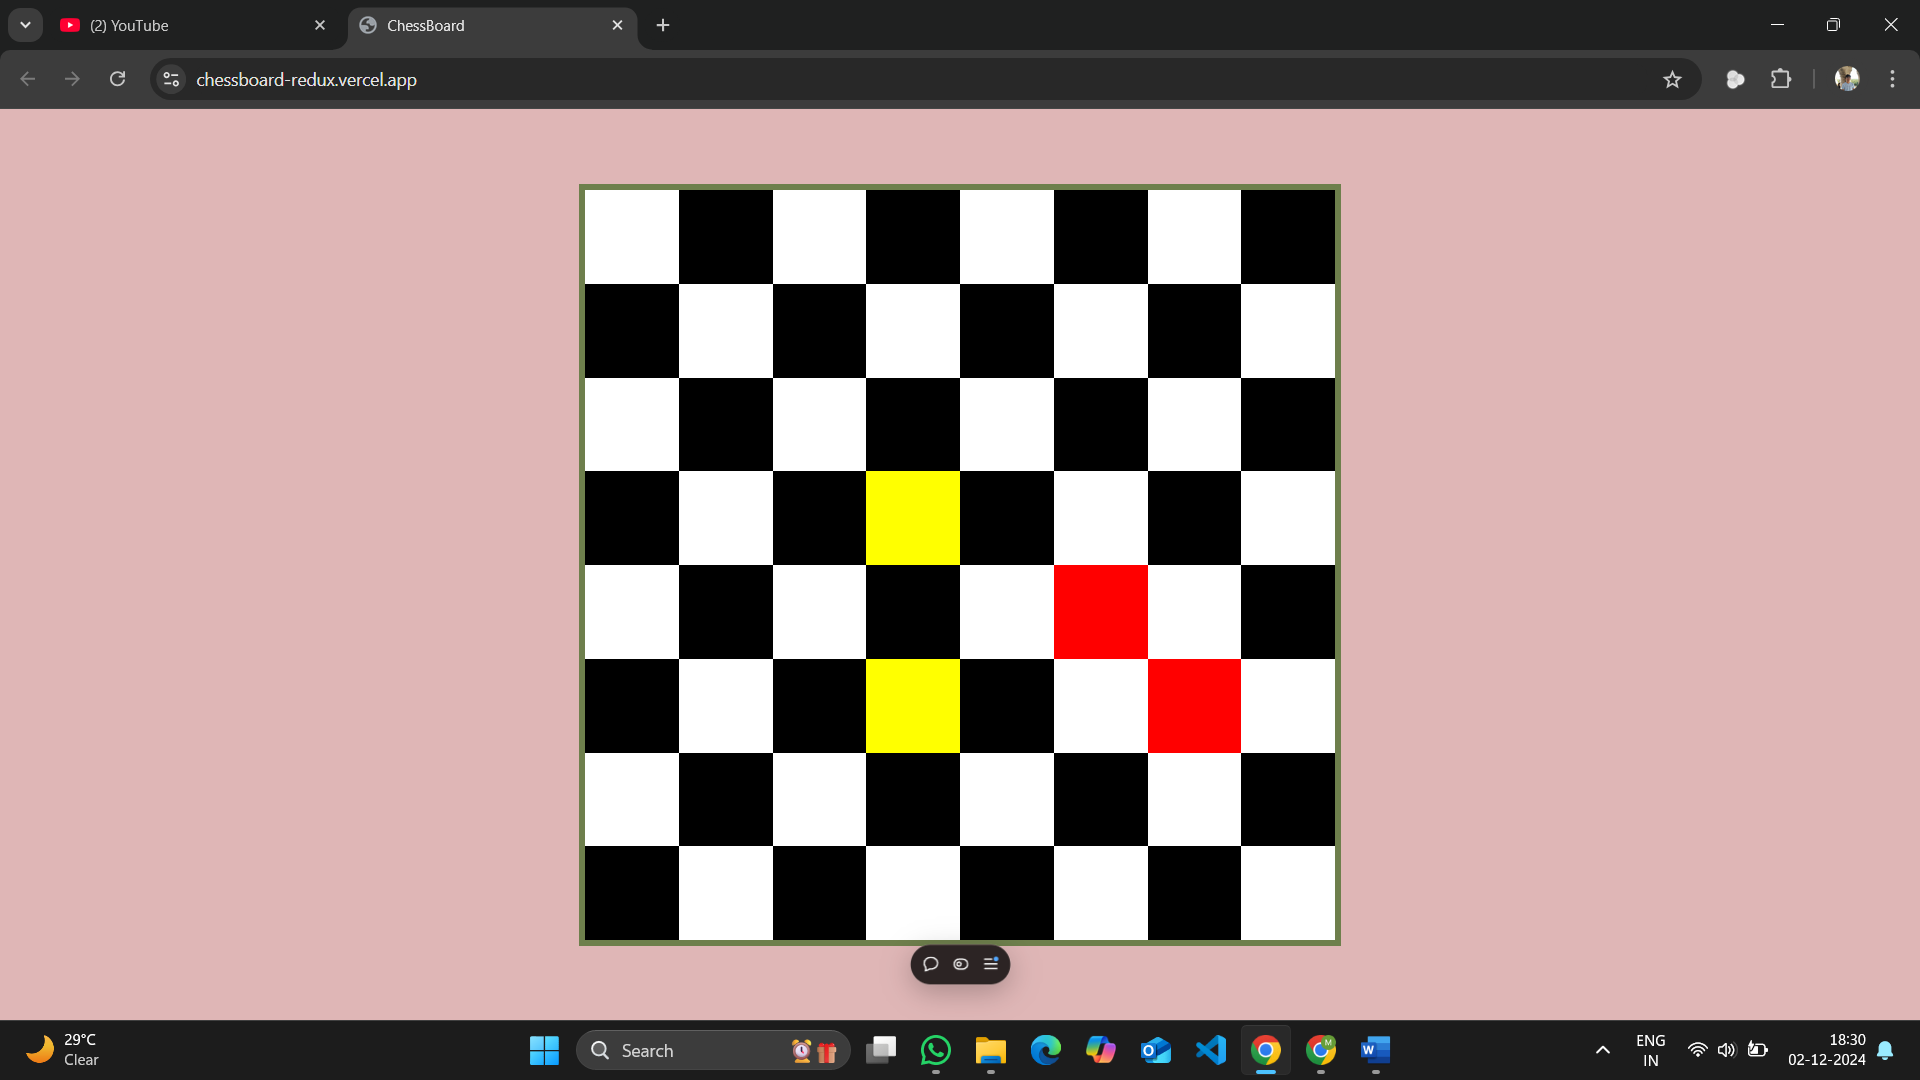 (2) YouTube
ChessBoard
chessboard-redux.vercel.app
29°C
Clear
Search
M
ENG
IN
18:30
02-12-2024